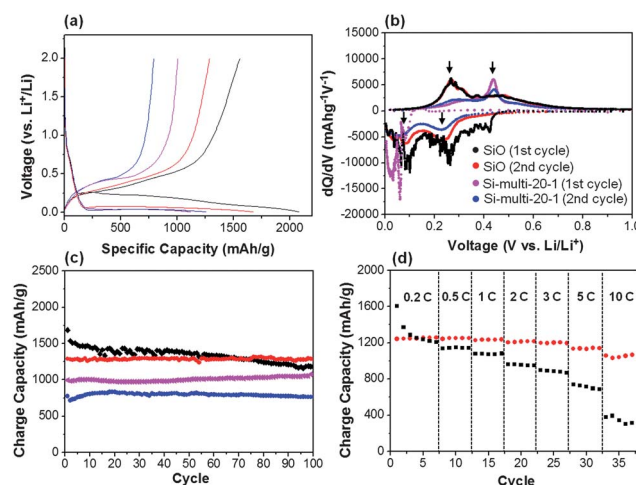 (a)
Voltage (vs. Li⁺/Li)
2.0
1.5
1.0
0.5
0.0
0 500 1000 1500 2000
Specific Capacity (mAh/g)
(b)
dQ/dV (mAhg⁻¹V⁻¹)
20000
15000
10000
5000
0
-5000
-10000
-15000
-20000
SiO (1st cycle)
SiO (2nd cycle)
Si-multi-20-1 (1st cycle)
Si-multi-20-1 (2nd cycle)
0.0 0.2 0.4 0.6 0.8 1.0
Voltage (V vs. Li/Li⁺)
(c)
Charge Capacity (mAh/g)
2500
2000
1500
1000
500
0
0 10 20 30 40 50 60 70 80 90 100
Cycle
(d)
Charge Capacity (mAh/g)
2000
1600
1200
800
400
0
0.2 C 0.5 C 1 C 2 C 3 C 5 C 10 C
0 5 10 15 20 25 30 35
Cycle